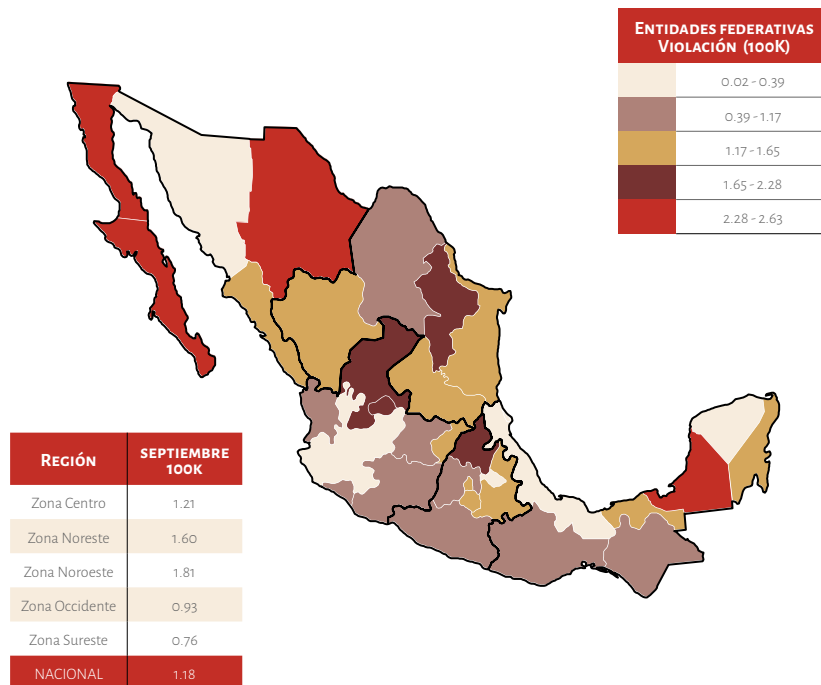 Entidades federativas
Violación (100K)
0.02 - 0.39
0.39 - 1.17
1.17 - 1.65
1.65 - 2.28
2.28 - 2.63
Región septiembre 100K
Zona Centro 1.21
Zona Noreste 1.60
Zona Noroeste 1.81
Zona Occidente 0.93
Zona Sureste 0.76
NACIONAL 1.18